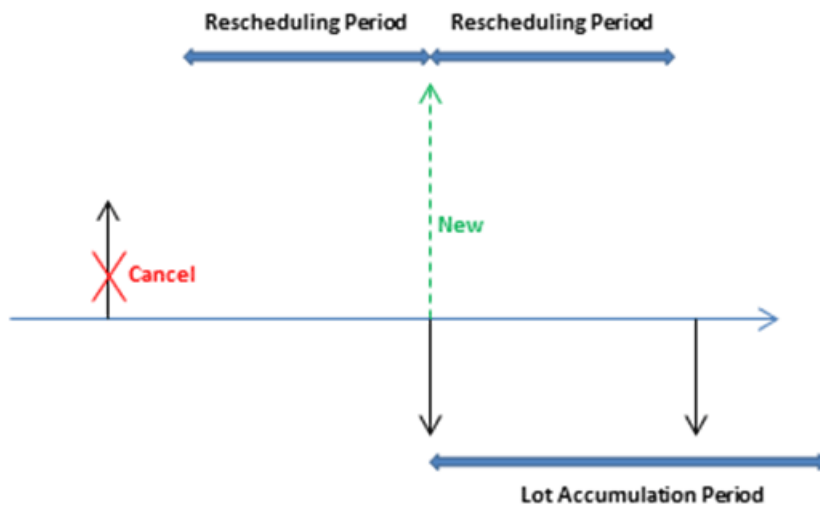 Rescheduling Period Rescheduling Period
New
Cancel
Lot Accumulation Period